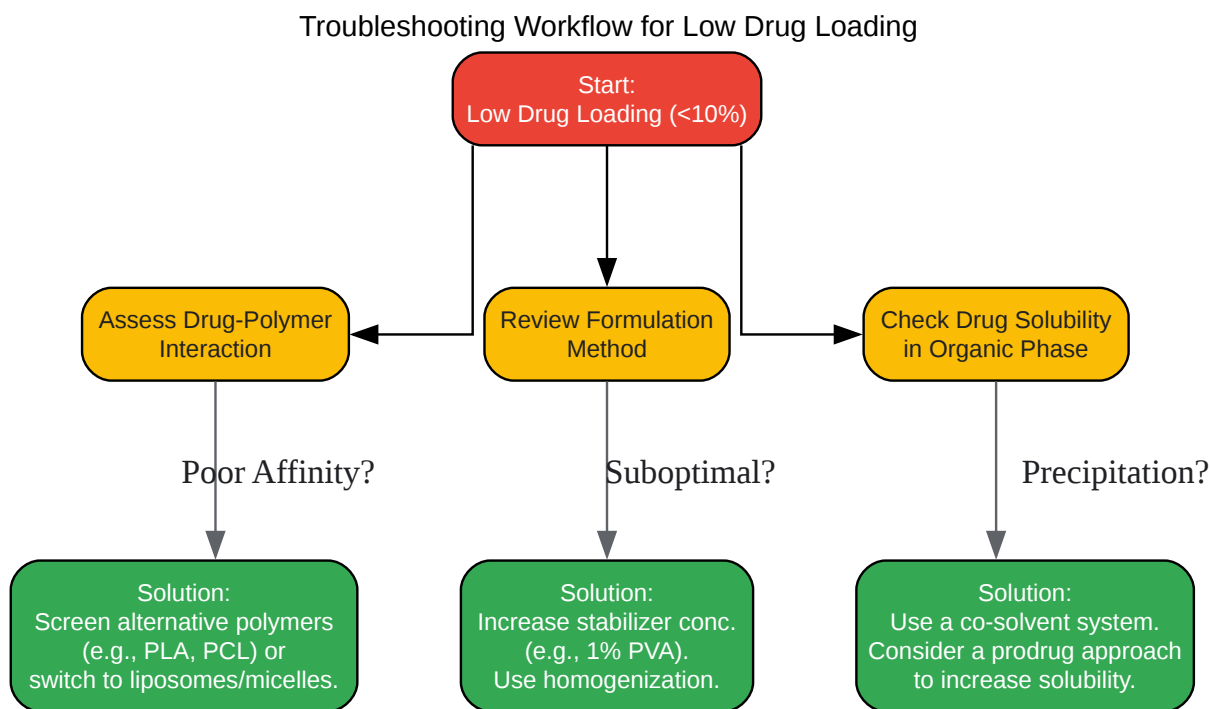 Troubleshooting Workflow for Low Drug Loading
Start:
Low Drug Loading (<10%)
Assess Drug-Polymer
Interaction
Review Formulation
Method
Check Drug Solubility
in Organic Phase
Poor Affinity?
Suboptimal?
Precipitation?
Solution:
Screen alternative polymers
(e.g., PLA, PCL) or
switch to liposomes/micelles.
Solution:
Increase stabilizer conc.
(e.g., 1% PVA).
Use homogenization.
Solution:
Use a co-solvent system.
Consider a prodrug approach
to increase solubility.